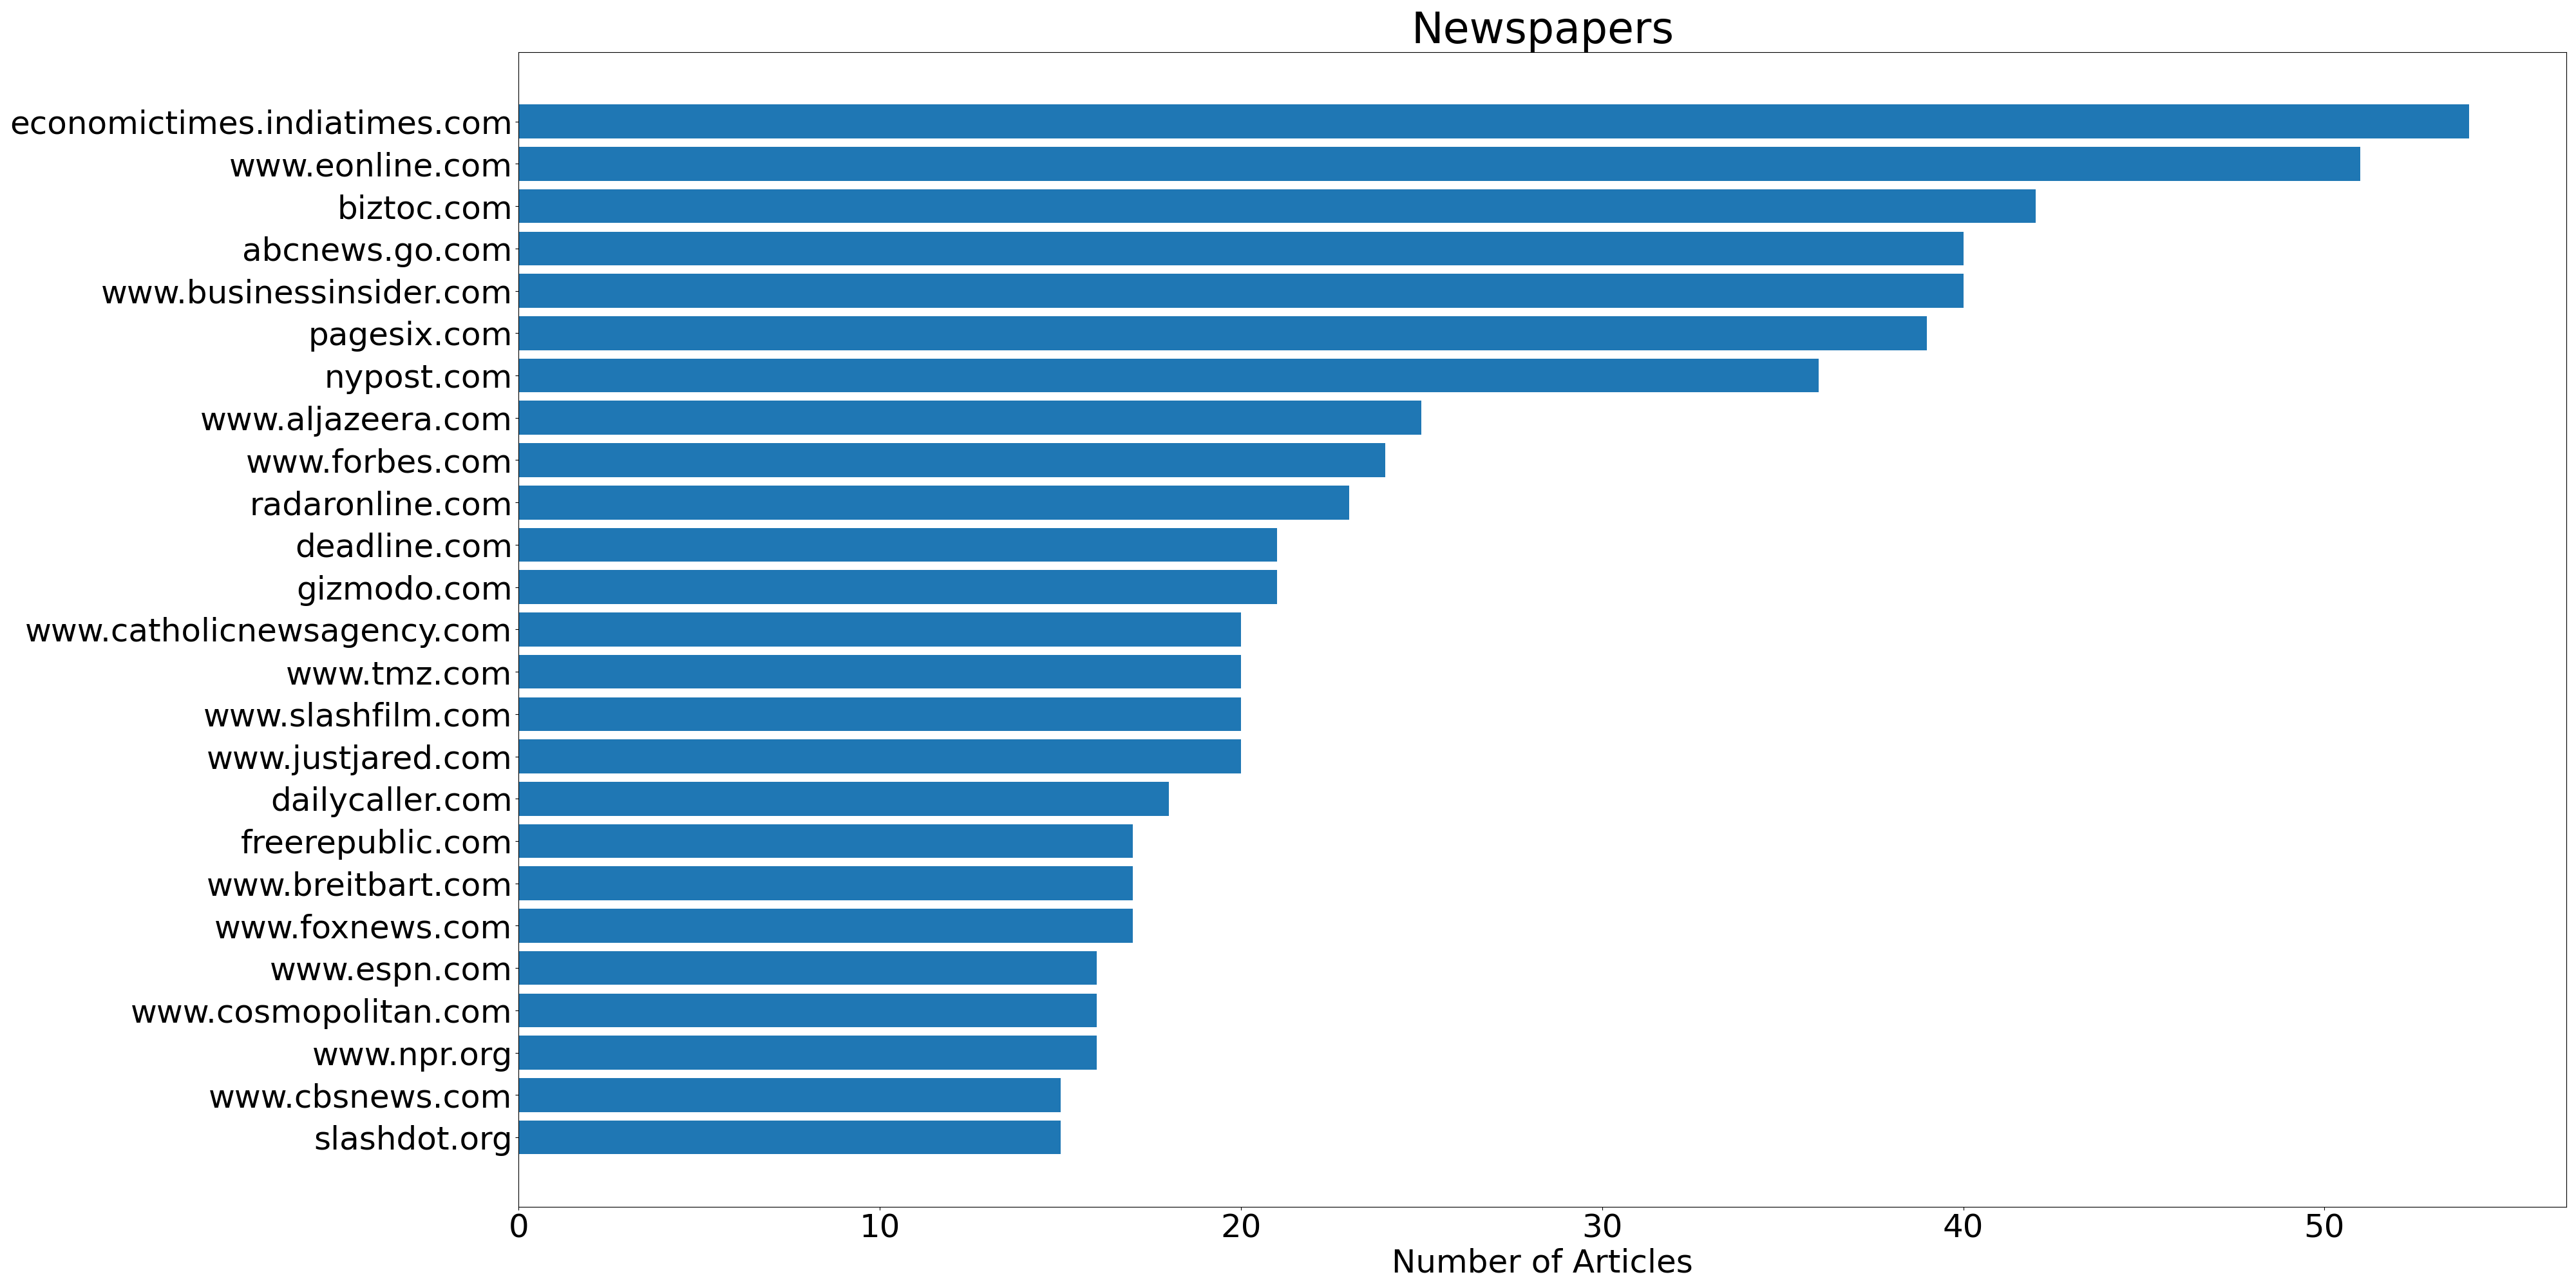 Newspapers
economictimes.indiatimes.com
www.eonline.com
biztoc.com
abcnews.go.com
www.businessinsider.com
pagesix.com
nypost.com
www.aljazeera.com
www.forbes.com
radaronline.com
deadline.com
gizmodo.com
www.catholicnewsagency.com
www.tmz.com
www.slashfilm.com
www.justjared.com
dailycaller.com
freerepublic.com
www.breitbart.com
www.foxnews.com
www.espn.com
www.cosmopolitan.com
www.npr.org
www.cbsnews.com
slashdot.org
0 10 20 30 40 50
Number of Articles